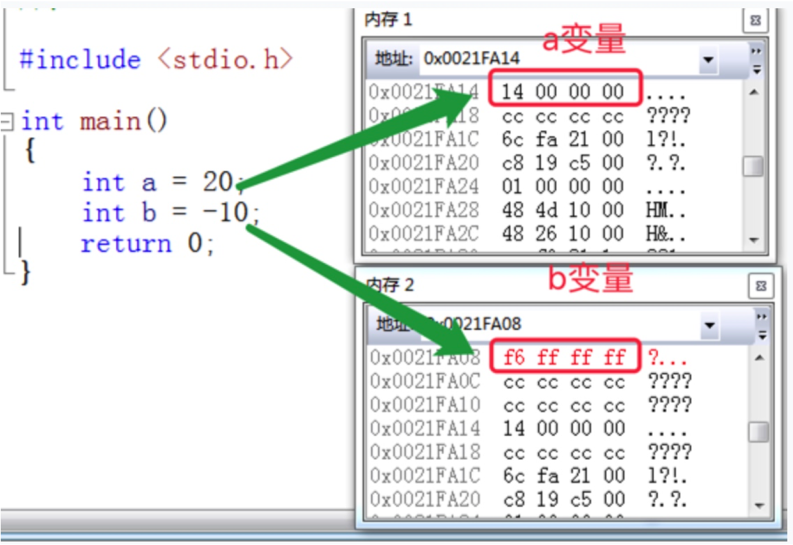 #include <stdio.h>
int main()
{
int a = 20;
int b = -10;
return 0;
}
内存 1
a变量
地址: 0x0021FA14
0x0021FA14 14 00 00 00 ....
0x0021FA18 cc cc cc cc ????
0x0021FA1C 6c fa 21 00 l?!.
0x0021FA20 c8 19 c5 00 ?.?.
0x0021FA24 01 00 00 00 ....
0x0021FA28 48 4d 10 00 HM..
0x0021FA2C 48 26 10 00 H&..
内存 2
b变量
地址: 0x0021FA08
0x0021FA08 f6 ff ff ff ?...
0x0021FA0C cc cc cc cc ????
0x0021FA10 cc cc cc cc ????
0x0021FA14 14 00 00 00 ....
0x0021FA18 cc cc cc cc ????
0x0021FA1C 6c fa 21 00 l?!.
0x0021FA20 c8 19 c5 00 ?.?.